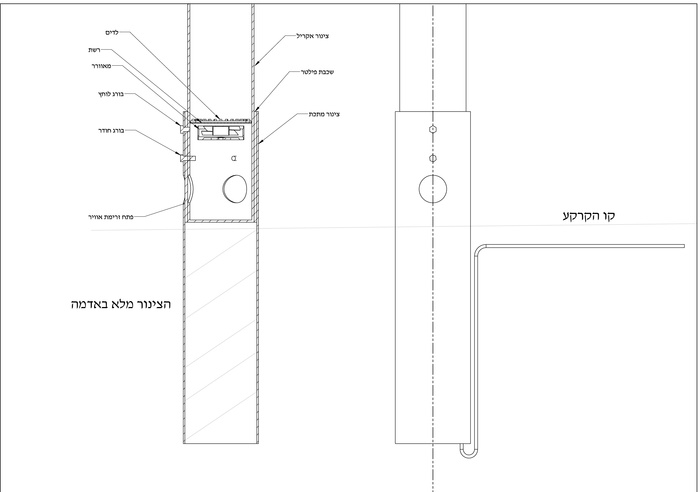 לדים
רשת
מאוורר
בורג לוחץ
בורג חודר
פתח זרימת אוויר
צינור אקריל
שכבת פילטר
צינור מתכת
קו הקרקע
הצינור מלא באדמה